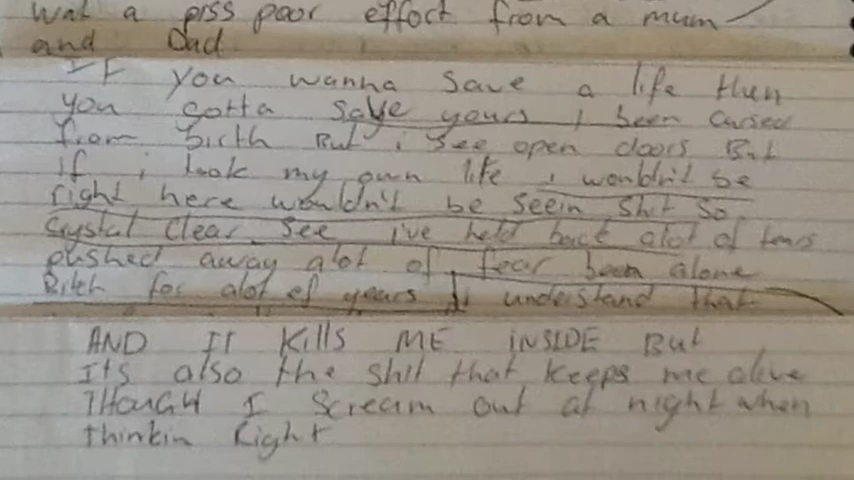 Wat a piss poor effort from a mum
and Dad
If you wanna save a life then
you gotta save yours I been cursed
from birth But i see open doors But
if i took my own life i wouldn't be
right here wouldn't be seein shit so
crystal clear see i've held back alot of tears
pushed away alot of fear been alone
Bitch for alot of years I understand that
AND IT KillS ME iNSIDE But
It's also the shit that keeps me alive
THOUGH I scream out at night when
thinkin Right